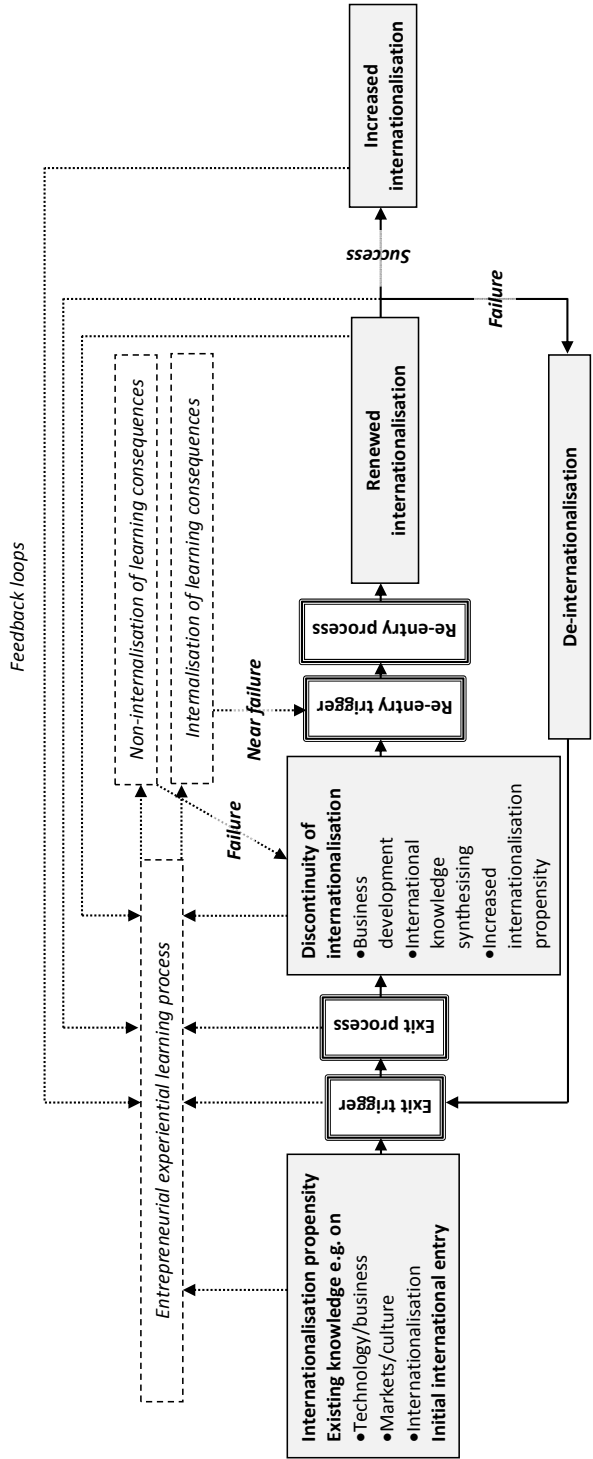 Feedback loops
Non-internalisation of learning consequences
Internalisation of learning consequences
Entrepreneurial experiential learning process
Failure
Near failure
Internationalisation propensity
Existing knowledge e.g. on
●Technology/business
●Markets/culture
●Internationalisation
Initial international entry
Exit trigger
Exit process
Discontinuity of
internationalisation
●Business
development
●International
knowledge
synthesising
●Increased
internationalisation
propensity
Re-entry trigger
Re-entry process
Renewed
internationalisation
Success
Increased
internationalisation
Failure
De-internationalisation